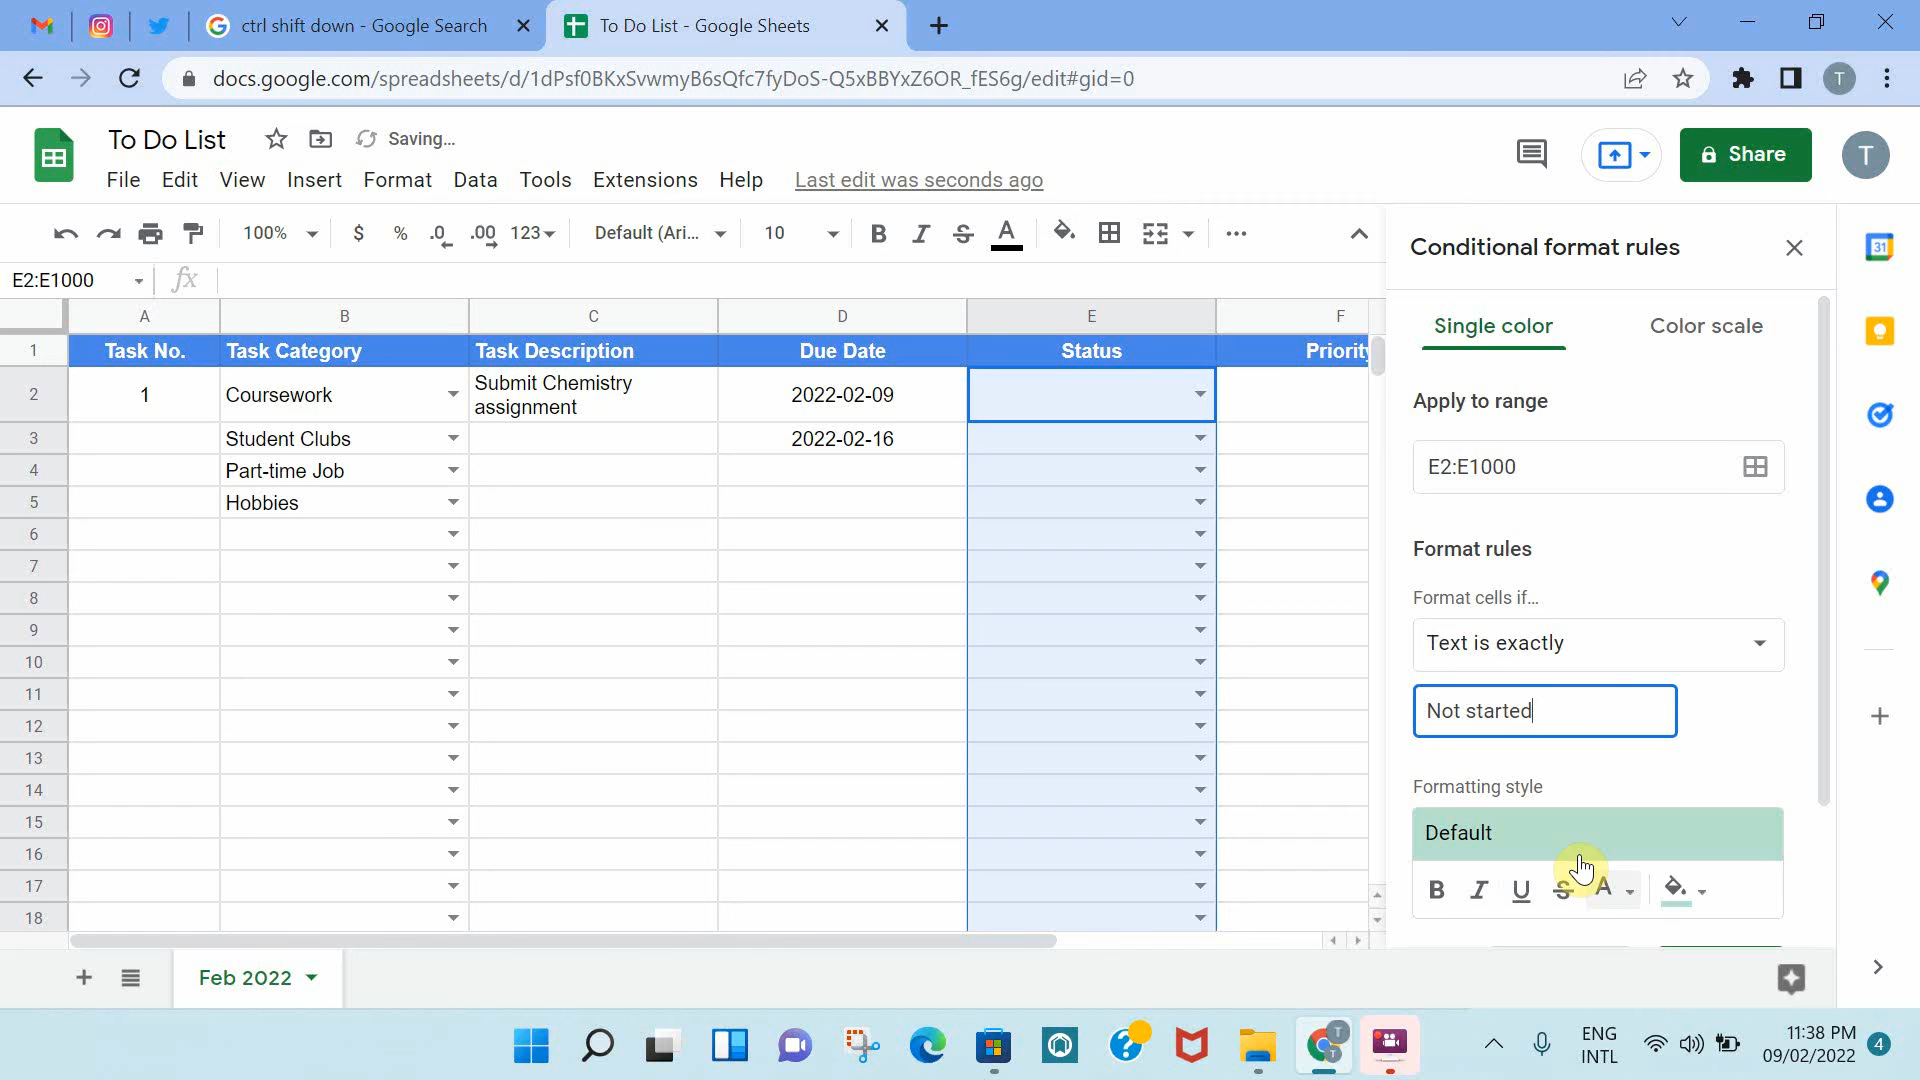 ctrl shift down - Google Search
To Do List - Google Sheets
docs.google.com/spreadsheets/d/1dPsf0BKxSvwmyB6sQfc7fyDoS-Q5xBBYxZ6OR_fES6g/edit#gid=0
T
To Do List
Saving…
File Edit View Insert Format Data Tools Extensions Help Last edit was seconds ago
Share
T
100% $ % .0 .00 123 Default (Ari... 10 B I S A
E2:E1000
fx
A B C D E F
1 Task No. Task Category Task Description Due Date Status Priority
2 1 Coursework Submit Chemistry assignment 2022-02-09
3 Student Clubs 2022-02-16
4 Part-time Job
5 Hobbies
6
7
8
9
10
11
12
13
14
15
16
17
18
Feb 2022
Conditional format rules
Single color Color scale
Apply to range
E2:E1000
Format rules
Format cells if…
Text is exactly
Not started
Formatting style
Default
B I U S A
31
T
T
ENG
INTL
11:38 PM
09/02/2022
4